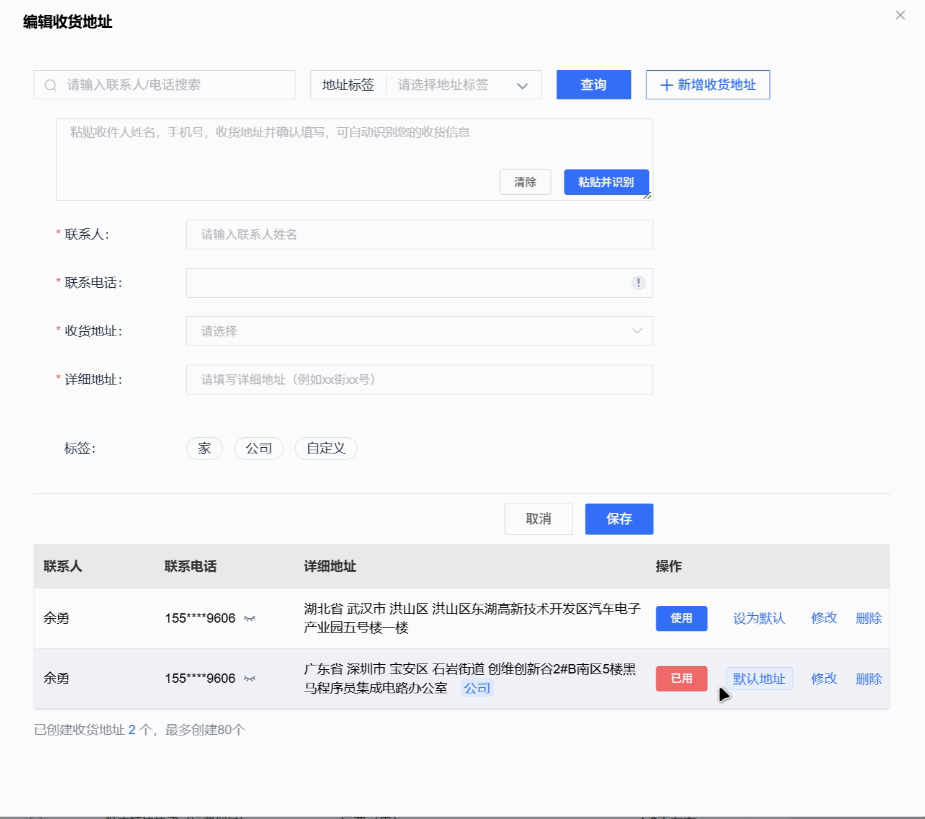 编辑收货地址
请输入联系人/电话搜索 地址标签 请选择地址标签 查询 新增收货地址
粘贴收件人姓名，手机号，收货地址并确认填写，可自动识别您的收货信息
清除 粘贴并识别
* 联系人： 请输入联系人姓名
* 联系电话：
* 收货地址： 请选择
* 详细地址： 请填写详细地址（例如xx街xx号）
标签： 家 公司 自定义
取消 保存
联系人 联系电话 详细地址 操作
余勇 155****9606 湖北省 武汉市 洪山区 洪山区东湖高新技术开发区汽车电子 使用 设为默认 修改 删除
产业园五号楼一楼
余勇 155****9606 广东省 深圳市 宝安区 石岩街道 创维创新谷2#B南区5楼黑 已用 默认地址 修改 删除
马程序员集成电路办公室 公司
已创建收货地址 2 个，最多创建80个